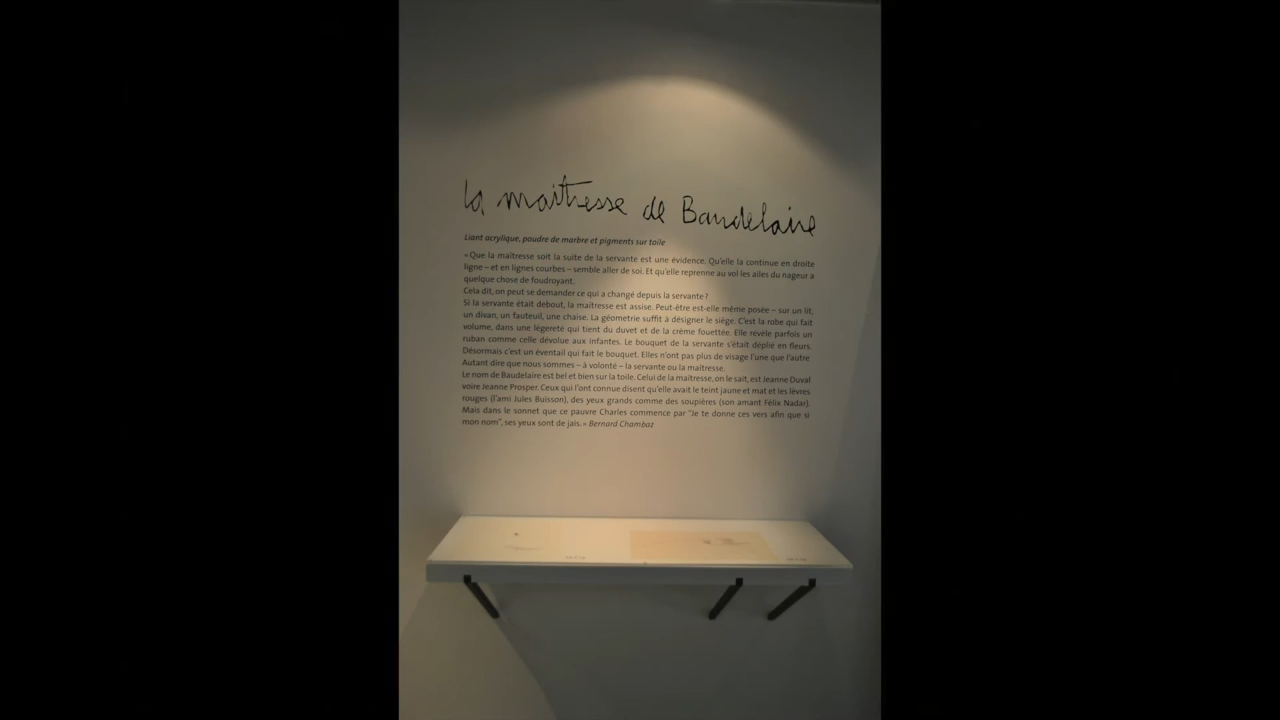 la maîtresse de Baudelaire
Liant acrylique, poudre de marbre et pigments sur toile
« Que la maîtresse soit la suite de la servante est une évidence. Qu'elle la continue en droite
ligne – et en lignes courbes – semble aller de soi. Et qu'elle reprenne au vol les ailes du nageur a
quelque chose de foudroyant.
Cela dit, on peut se demander ce qui a changé depuis la servante ?
Si la servante était debout, la maîtresse est assise. Peut-être est-elle même posée – sur un lit,
un divan, un fauteuil, une chaise. La géométrie suffit à désigner le siège. C'est la robe qui fait
volume, dans une légèreté qui tient du duvet et de la crème fouettée. Elle révèle parfois un
ruban comme celle dévolue aux infantes. Le bouquet de la servante s'était déplié en fleurs.
Désormais c'est un éventail qui fait le bouquet. Elles n'ont pas plus de visage l'une que l'autre.
Autant dire que nous sommes – à volonté – la servante ou la maîtresse.
Le nom de Baudelaire est bel et bien sur la toile. Celui de la maîtresse, on le sait, est Jeanne Duval
voire Jeanne Prosper. Ceux qui l'ont connue disent qu'elle avait le teint jaune et mat et les lèvres
rouges (l'ami Jules Buisson), des yeux grands comme des soupières (son amant Félix Nadar).
Mais dans le sonnet que ce pauvre Charles commence par "Je te donne ces vers afin que si
mon nom", ses yeux sont de jais. » Bernard Chambaz